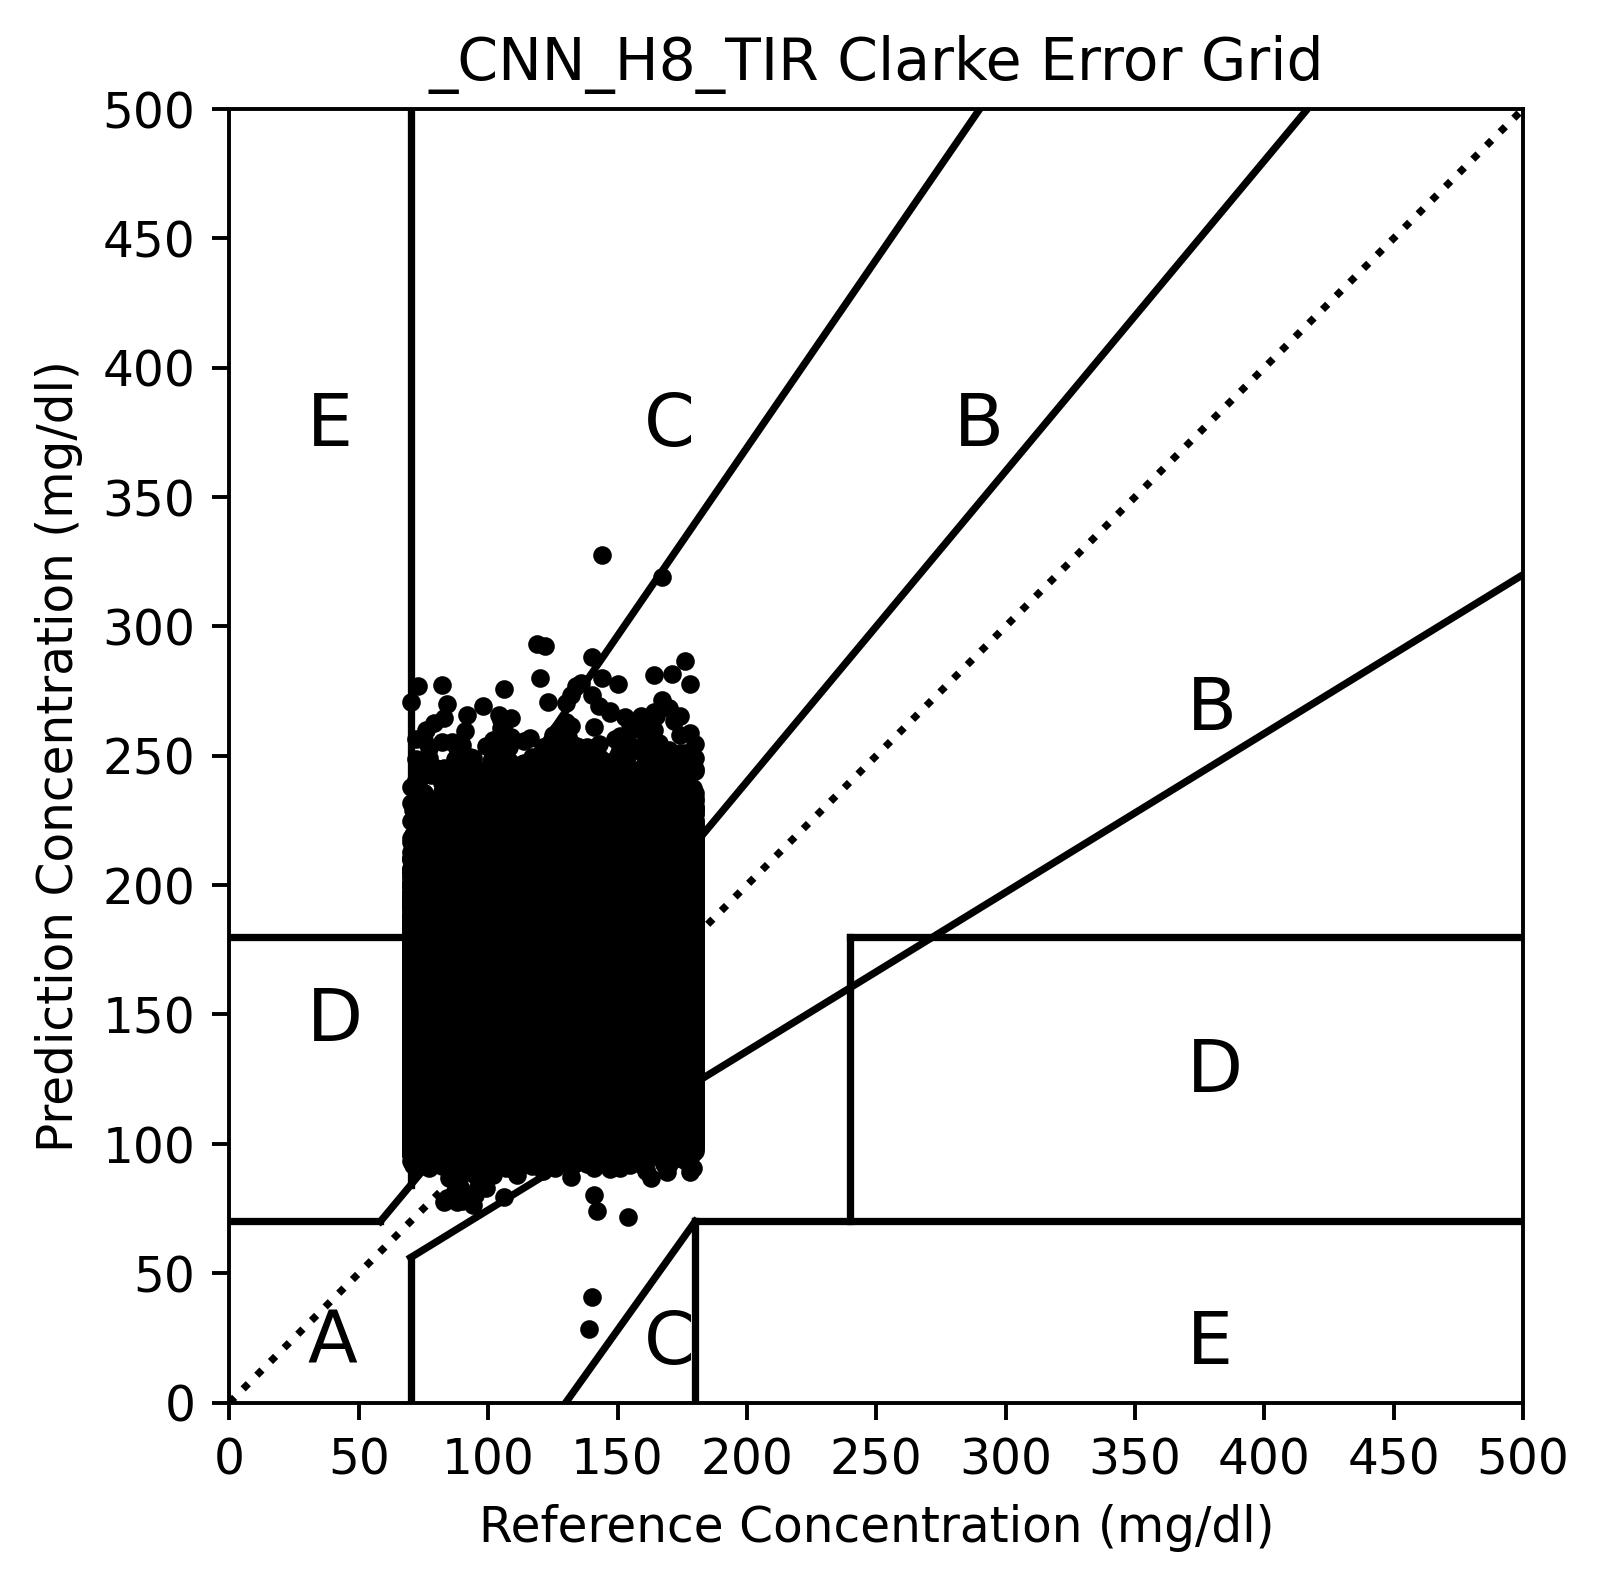 _CNN_H8_TIR Clarke Error Grid
500
450
400
350
300
250
200
150
100
50
0
Prediction Concentration (mg/dl)
E
C
B
B
D
D
A
C
E
0 50 100 150 200 250 300 350 400 450 500
Reference Concentration (mg/dl)